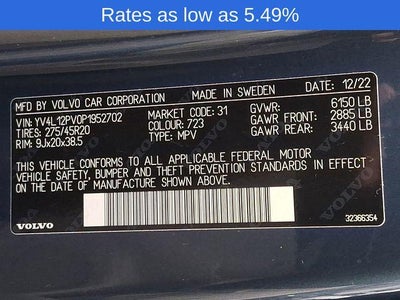 Rates as low as 5.49%
MFD BY VOLVO CAR CORPORATION MADE IN SWEDEN 12/22
VIN: YV4L12PV0P1952702 MARKET: 31 GVWR: 6150 LB
TIRES: 275/45R20 COLOUR: 723 GAWR FRONT: 2885 LB
RIM: 9Jx20x38.5 TYPE: MPV GAWR REAR: 3440 LB
THIS VEHICLE CONFORMS TO ALL APPLICABLE FEDERAL MOTOR
VEHICLE SAFETY, BUMPER AND THEFT PREVENTION STANDARDS IN EFFECT
ON THE DATE OF MANUFACTURE SHOWN ABOVE.
VOLVO
32366354